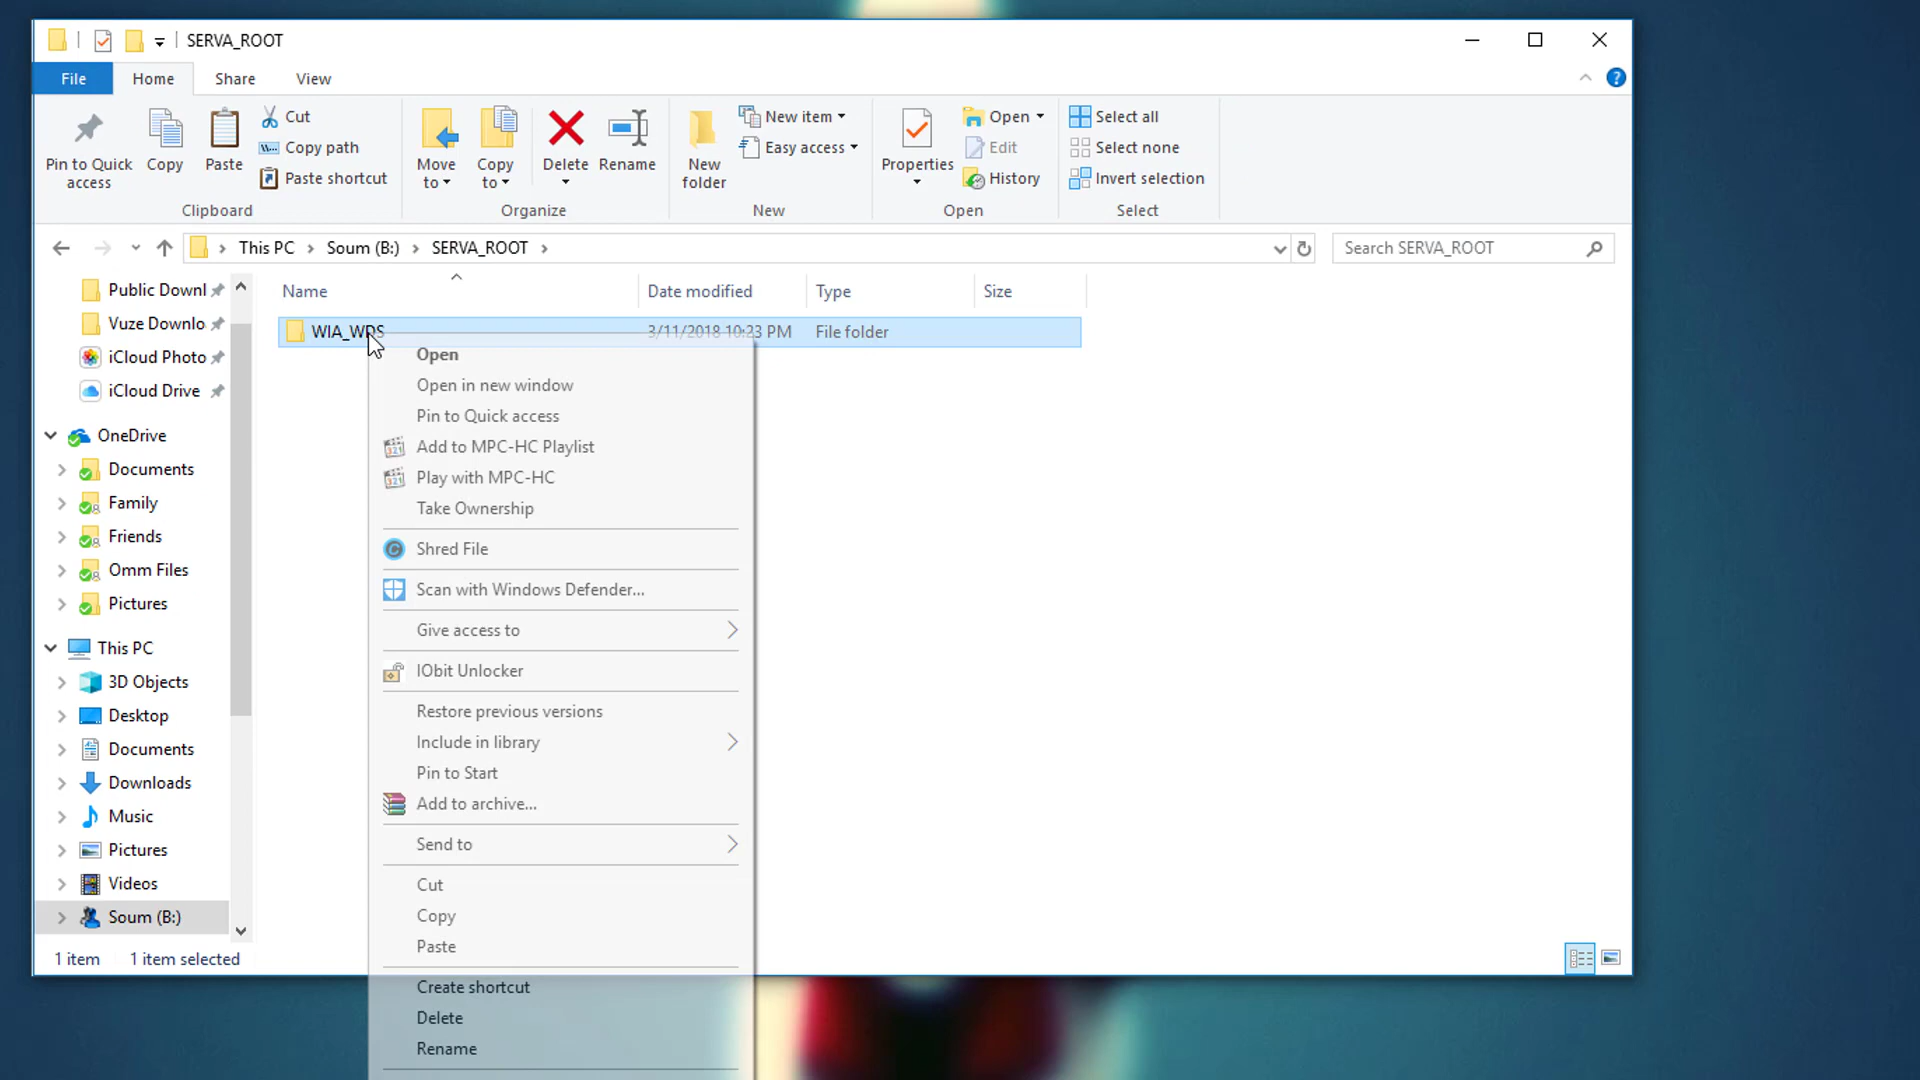 SERVA_ROOT
File
Home
Share
View
Pin to Quick access
Copy
Paste
Cut
Copy path
Paste shortcut
Clipboard
Move to
Copy to
Delete
Rename
Organize
New folder
New item
Easy access
New
Properties
Open
Edit
History
Open
Select all
Select none
Invert selection
Select
This PC > Soum (B:) > SERVA_ROOT >
Search SERVA_ROOT
Public Downl
Vuze Downlo
iCloud Photo
iCloud Drive
OneDrive
Documents
Family
Friends
Omm Files
Pictures
This PC
3D Objects
Desktop
Documents
Downloads
Music
Pictures
Videos
Soum (B:)
Name
Date modified
Type
Size
WIA_WDS
3/11/2018 10:23 PM
File folder
Open
Open in new window
Pin to Quick access
Add to MPC-HC Playlist
Play with MPC-HC
Take Ownership
Shred File
Scan with Windows Defender...
Give access to
IObit Unlocker
Restore previous versions
Include in library
Pin to Start
Add to archive...
Send to
Cut
Copy
Paste
Create shortcut
Delete
Rename
1 item
1 item selected